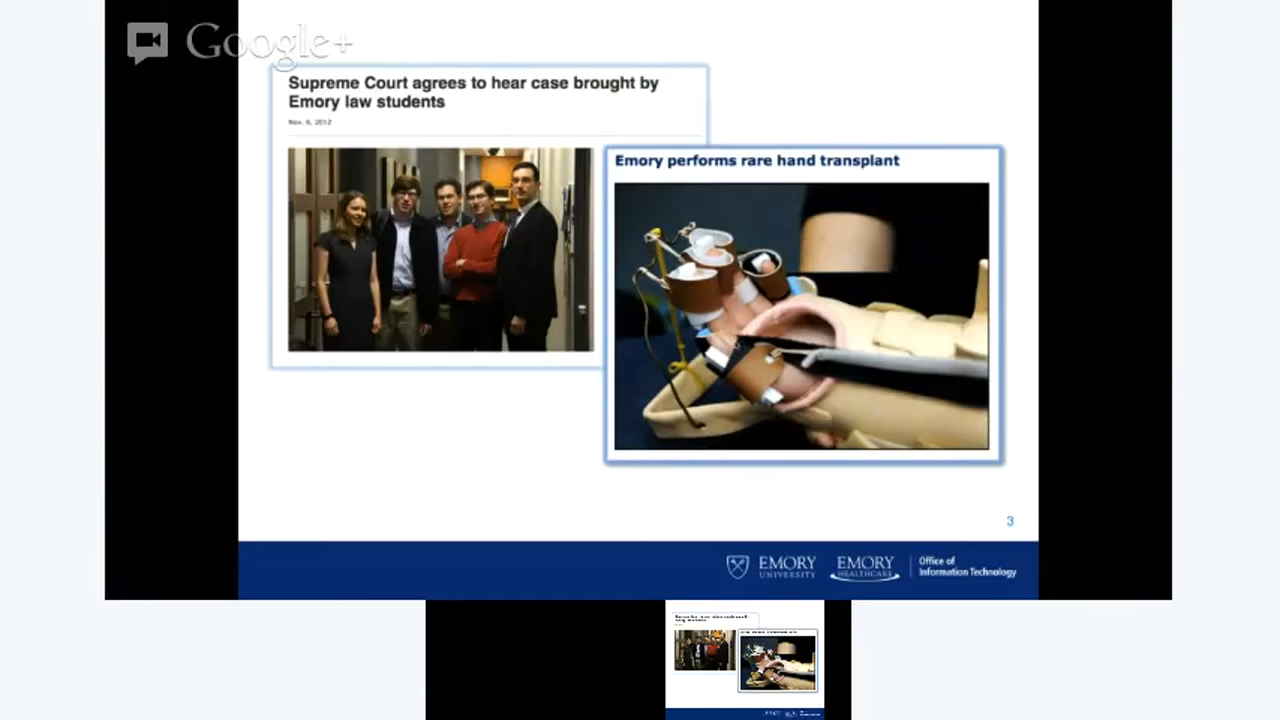 Google+
Supreme Court agrees to hear case brought by
Emory law students
Nov. 6, 2012
Emory performs rare hand transplant
3
EMORY
UNIVERSITY
EMORY
HEALTHCARE
Office of
Information Technology